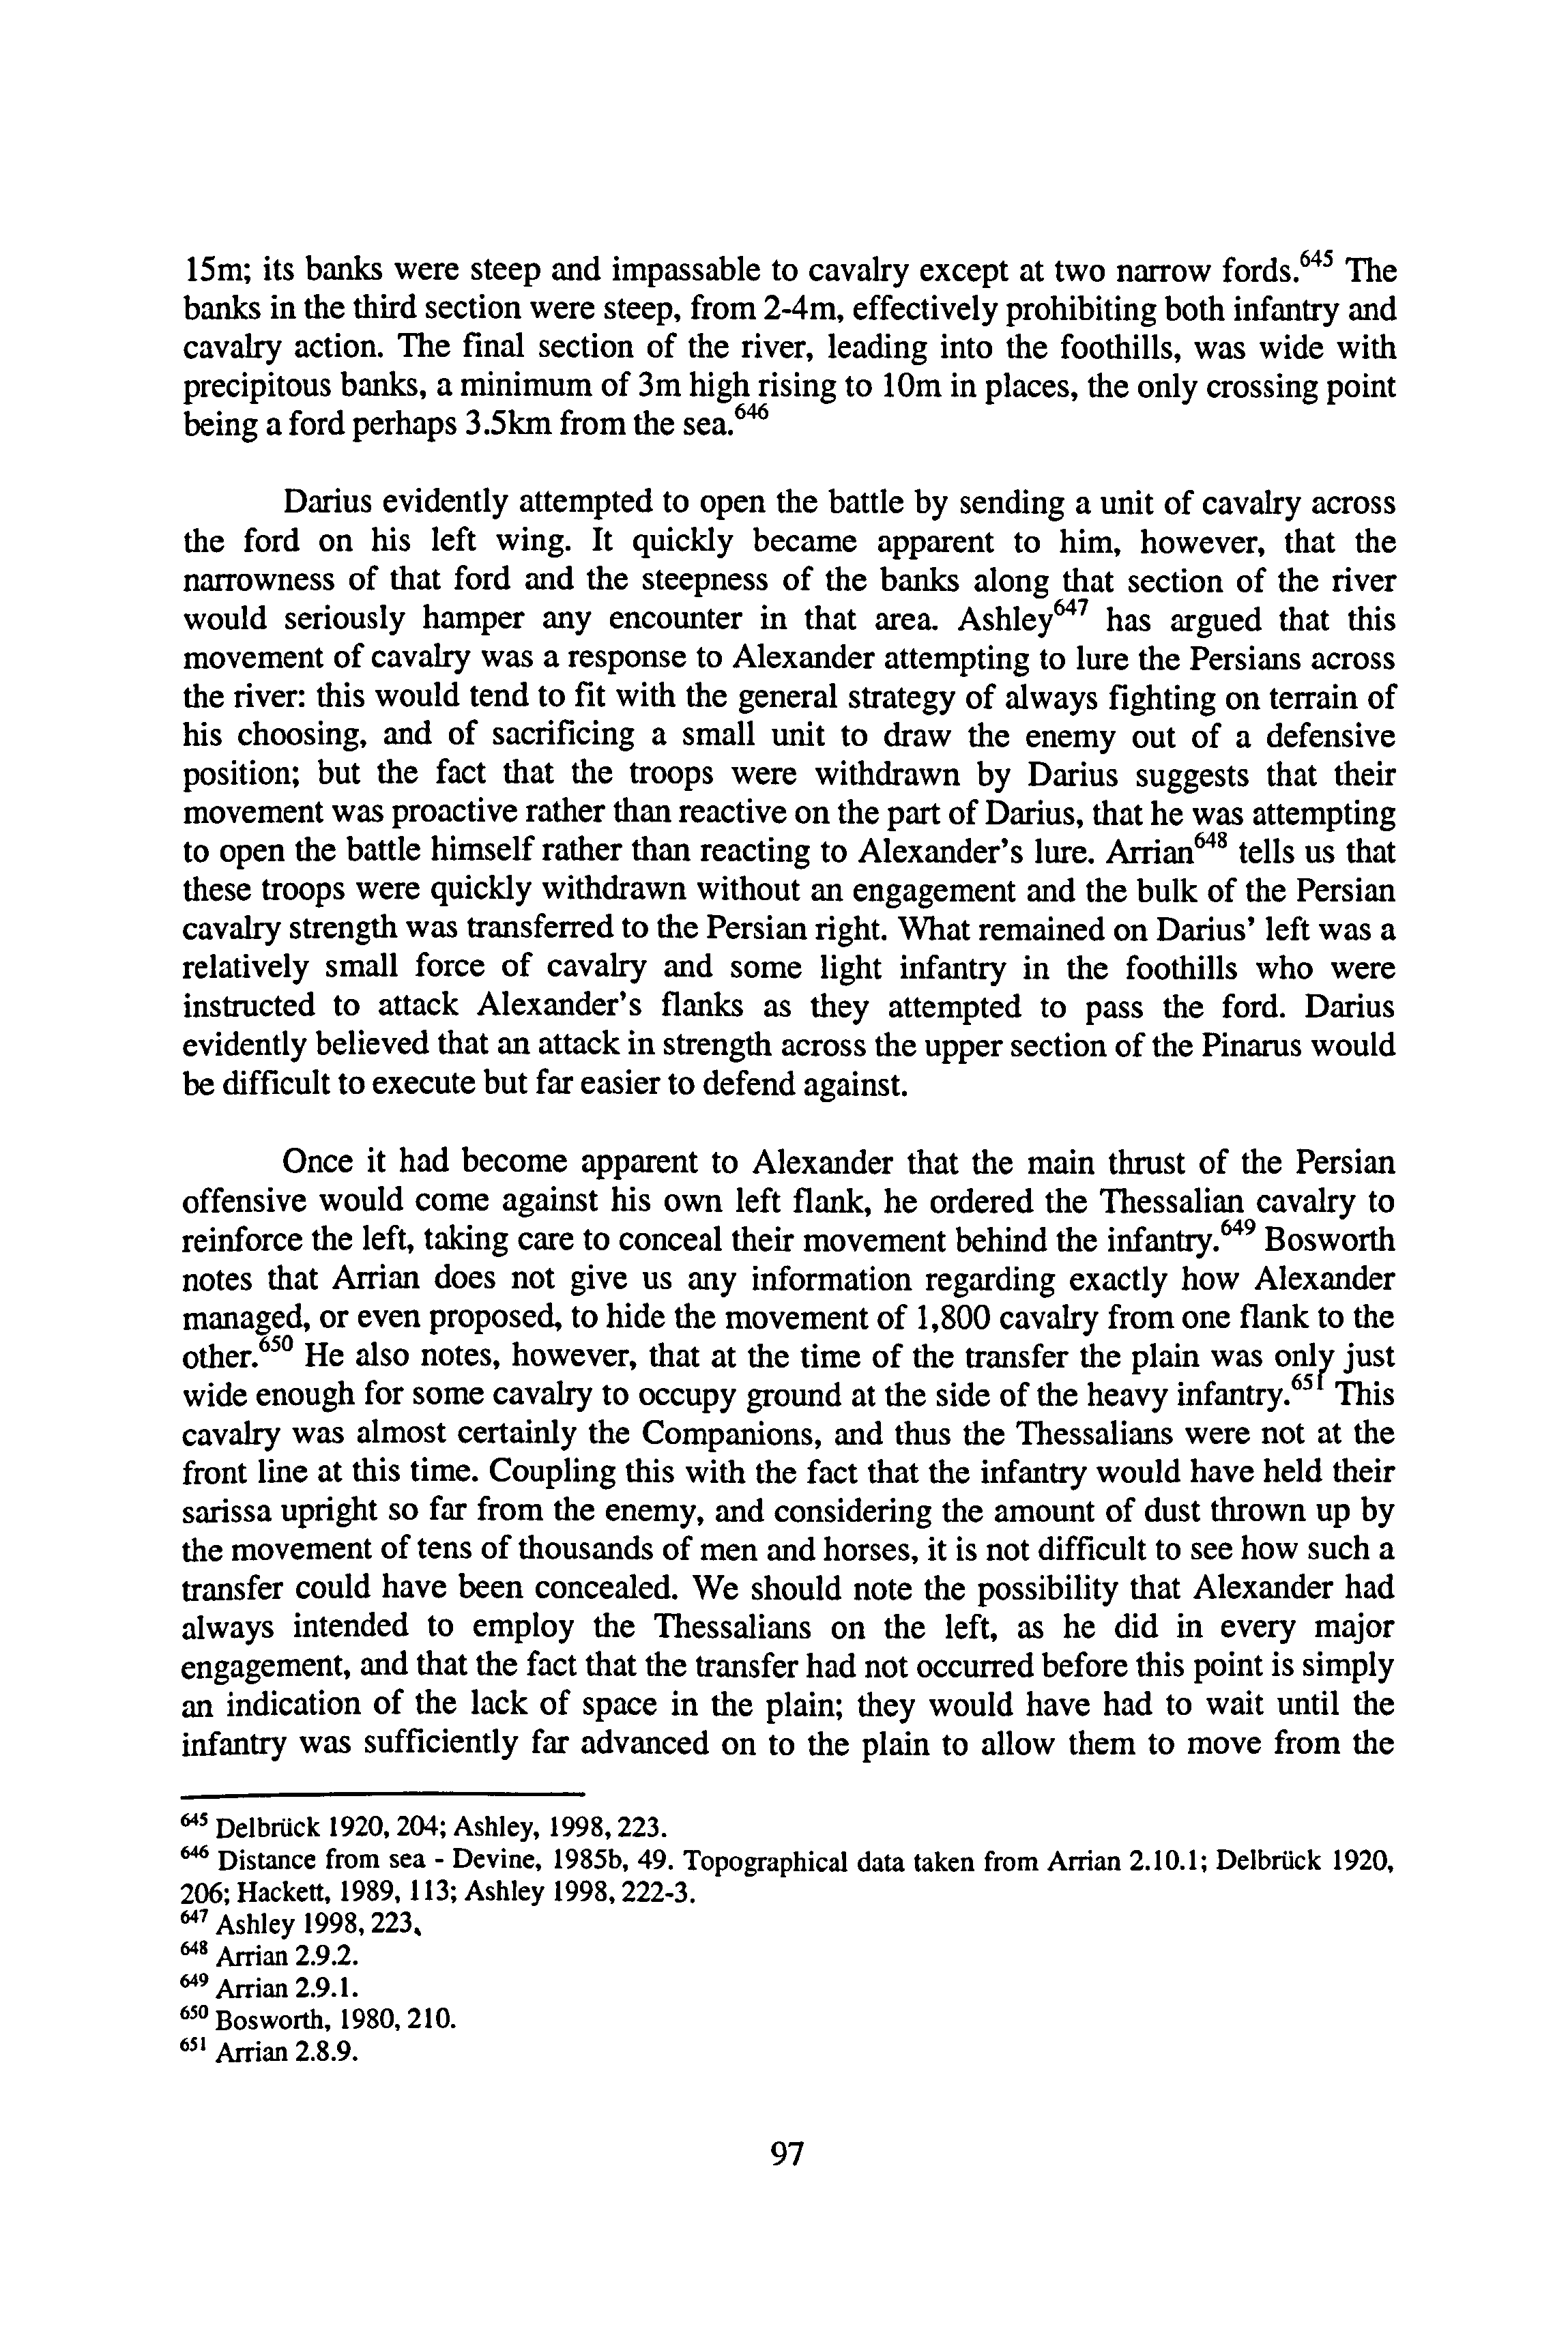 15m; its banks were steep and impassable to cavalry except at two narrow fords.645 The
banks in the third section were steep, from 2-4m, effectively prohibiting both infantry and
cavalry action. The final section of the river, leading into the foothills, was wide with
precipitous banks, a minimum of 3m high rising to 10m in places, the only crossing point
being a ford perhaps 3.5km from the sea.646
Darius evidently attempted to open the battle by sending a unit of cavalry across
the ford on his left wing. It quickly became apparent to him, however, that the
narrowness of that ford and the steepness of the banks along that section of the river
would seriously hamper any encounter in that area. Ashley647 has argued that this
movement of cavalry was a response to Alexander attempting to lure the Persians across
the river: this would tend to fit with the general strategy of always fighting on terrain of
his choosing, and of sacrificing a small unit to draw the enemy out of a defensive
position; but the fact that the troops were withdrawn by Darius suggests that their
movement was proactive rather than reactive on the part of Darius, that he was attempting
to open the battle himself rather than reacting to Alexander's lure. Arrian648 tells us that
these troops were quickly withdrawn without an engagement and the bulk of the Persian
cavalry strength was transferred to the Persian right. What remained on Darius' left was a
relatively small force of cavalry and some light infantry in the foothills who were
instructed to attack Alexander's flanks as they attempted to pass the ford. Darius
evidently believed that an attack in strength across the upper section of the Pinarus would
be difficult to execute but far easier to defend against.
Once it had become apparent to Alexander that the main thrust of the Persian
offensive would come against his own left flank, he ordered the Thessalian cavalry to
reinforce the left, taking care to conceal their movement behind the infantry.649 Bosworth
notes that Arrian does not give us any information regarding exactly how Alexander
managed, or even proposed, to hide the movement of 1,800 cavalry from one flank to the
other.650 He also notes, however, that at the time of the transfer the plain was only just
wide enough for some cavalry to occupy ground at the side of the heavy infantry.651 This
cavalry was almost certainly the Companions, and thus the Thessalians were not at the
front line at this time. Coupling this with the fact that the infantry would have held their
sarissa upright so far from the enemy, and considering the amount of dust thrown up by
the movement of tens of thousands of men and horses, it is not difficult to see how such a
transfer could have been concealed. We should note the possibility that Alexander had
always intended to employ the Thessalians on the left, as he did in every major
engagement, and that the fact that the transfer had not occurred before this point is simply
an indication of the lack of space in the plain; they would have had to wait until the
infantry was sufficiently far advanced on to the plain to allow them to move from the
645 Delbrück 1920, 204; Ashley, 1998, 223.
646 Distance from sea - Devine, 1985b, 49. Topographical data taken from Arrian 2.10.1; Delbrück 1920,
206; Hackett, 1989, 113; Ashley 1998, 222-3.
647 Ashley 1998, 223.
648 Arrian 2.9.2.
649 Arrian 2.9.1.
650 Bosworth, 1980, 210.
651 Arrian 2.8.9.
97